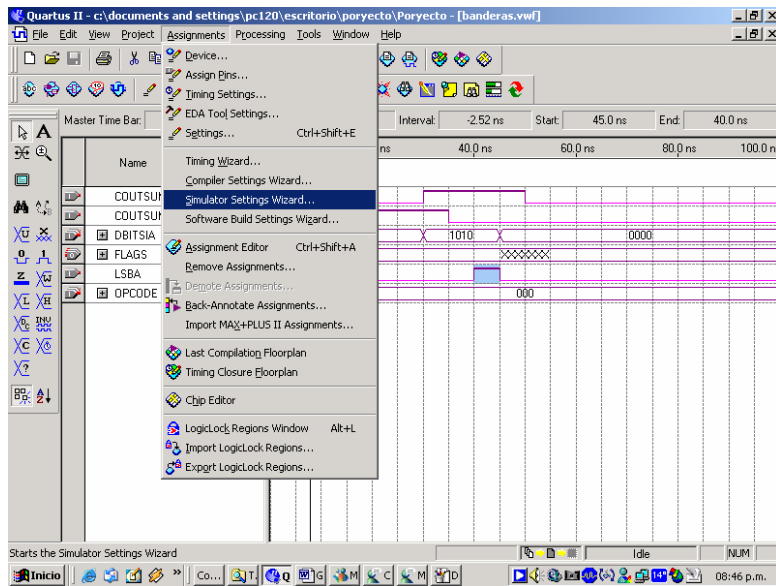 Quartus II - c:\documents and settings\pc120\escritorio\poryecto\Poryecto - [banderas.vwf]
File Edit View Project Assignments Processing Tools Window Help
Device...
Assign Pins...
Timing Settings...
EDA Tool Settings...
Settings... Ctrl+Shift+E
Timing Wizard...
Compiler Settings Wizard...
Simulator Settings Wizard...
Software Build Settings Wizard...
Assignment Editor Ctrl+Shift+A
Remove Assignments...
Demote Assignments...
Back-Annotate Assignments...
Import MAX+PLUS II Assignments...
Last Compilation Floorplan
Timing Closure Floorplan
Chip Editor
LogicLock Regions Window Alt+L
Import LogicLock Regions...
Export LogicLock Regions...
Master Time Bar: Interval: -2.52 ns Start: 45.0 ns End: 40.0 ns
Name ns 40.0 ns 60.0 ns 80.0 ns 100.0 n
COUTSUM
COUTSUM
DBITSIA 1010 0000
FLAGS
LSBA
OPCODE 000
Starts the Simulator Settings Wizard Idle NUM
Inicio Co... T. Q G M C M D 08:46 p.m.